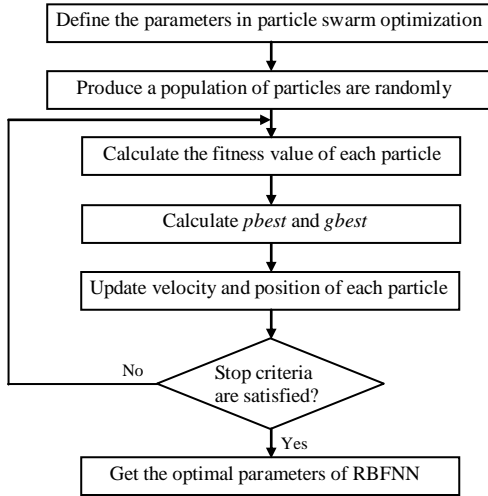 Define the parameters in particle swarm optimization
Produce a population of particles are randomly
Calculate the fitness value of each particle
Calculate pbest and gbest
Update velocity and position of each particle
No
Stop criteria
are satisfied?
Yes
Get the optimal parameters of RBFNN